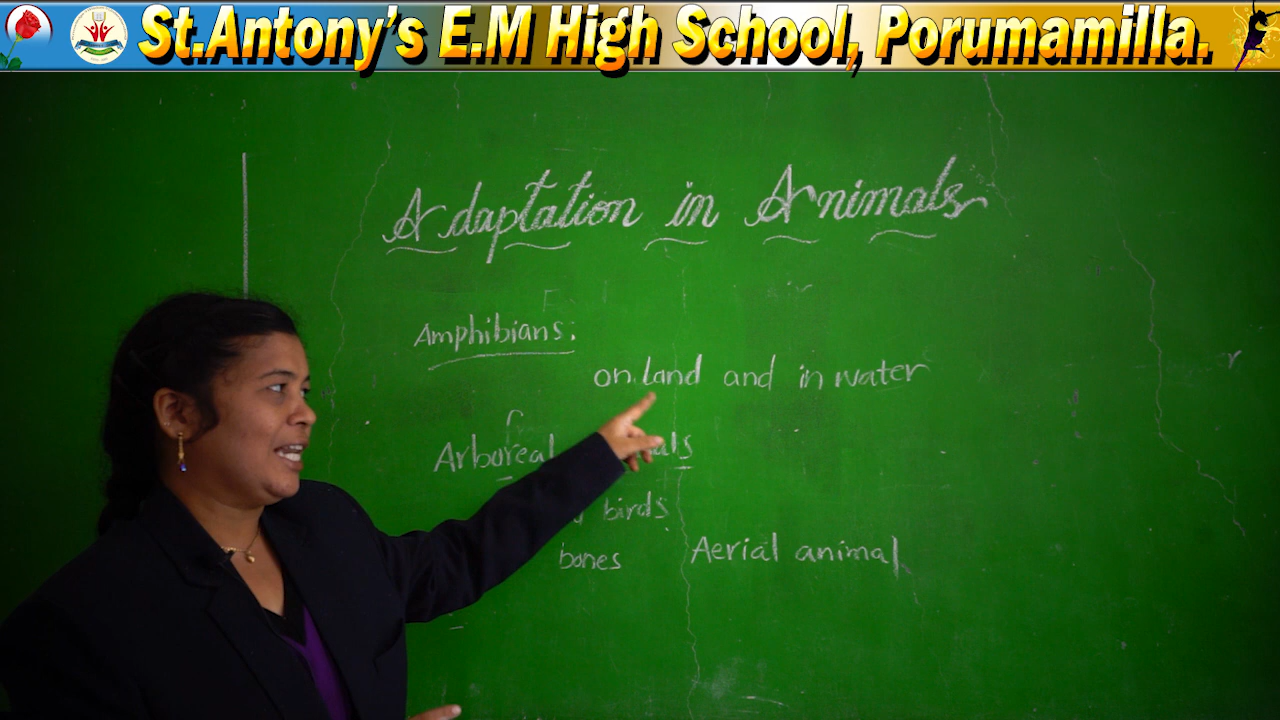 St.Antony's E.M High School, Porumamilla.
Adaptation in Animals
Amphibians:
on land and in water
Arboreal
birds
bones Aerial animal